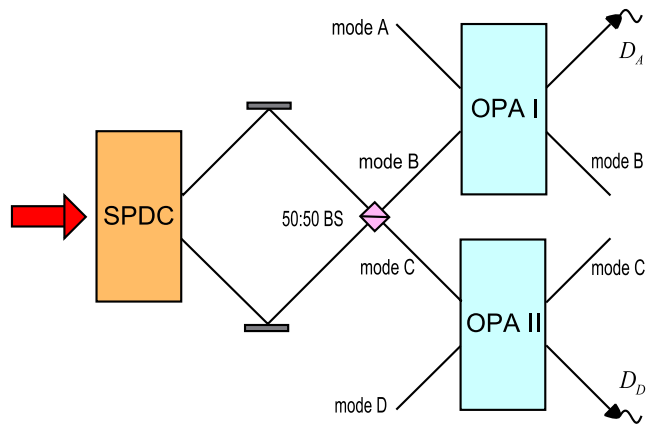 mode A
D_A
OPA I
mode B
mode B
SPDC
50:50 BS
mode C
mode C
OPA II
mode D
D_D